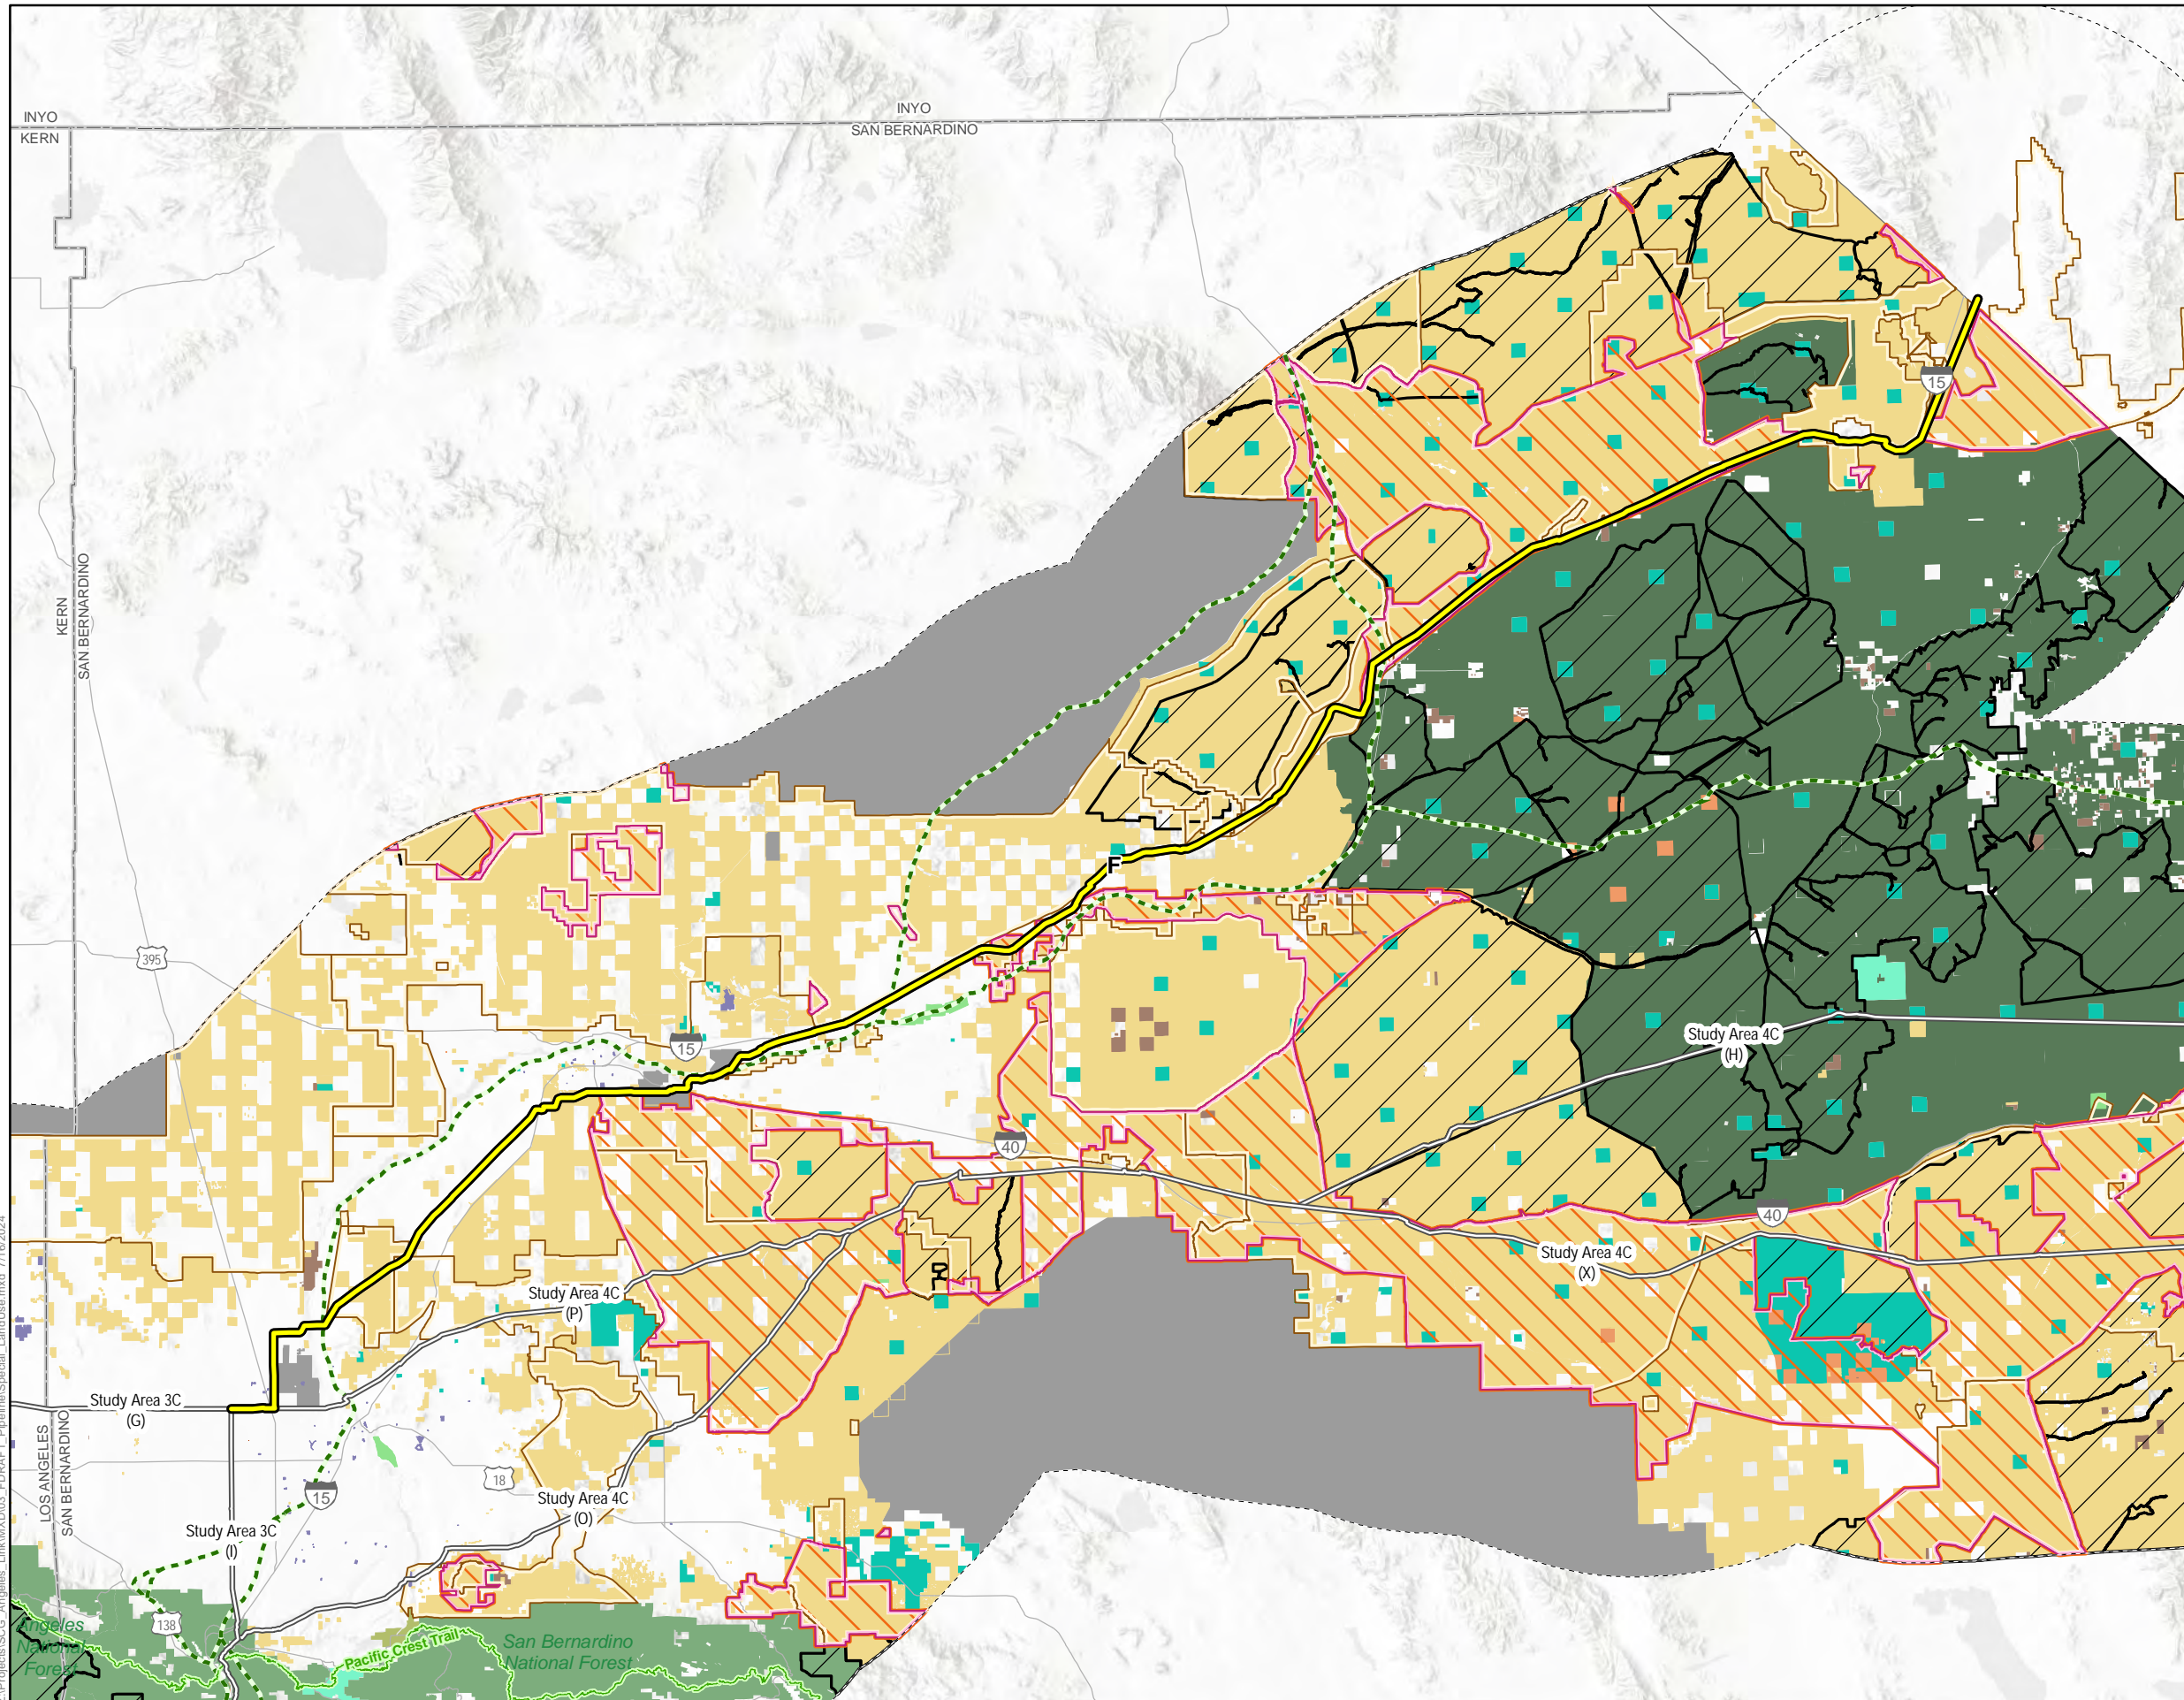 INYO
KERN
INYO
SAN BERNARDINO
15
KERN
SAN BERNARDINO
F
395
15
Study Area 4C
(H)
40
40
Study Area 4C
(X)
Study Area 4C
(P)
Study Area 3C
(G)
LOS ANGELES
SAN BERNARDINO
18
15
Study Area 4C
(O)
Study Area 3C
(I)
138
Angeles
National
Forest
Pacific Crest Trail
San Bernardino
National Forest